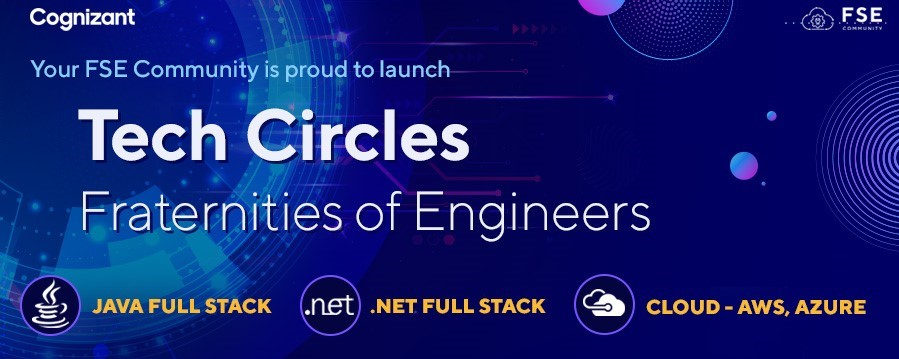 Cognizant
FSE
COMMUNITY
Your FSE Community is proud to launch
Tech Circles
Fraternities of Engineers
JAVA FULL STACK
.net
.NET FULL STACK
CLOUD - AWS, AZURE